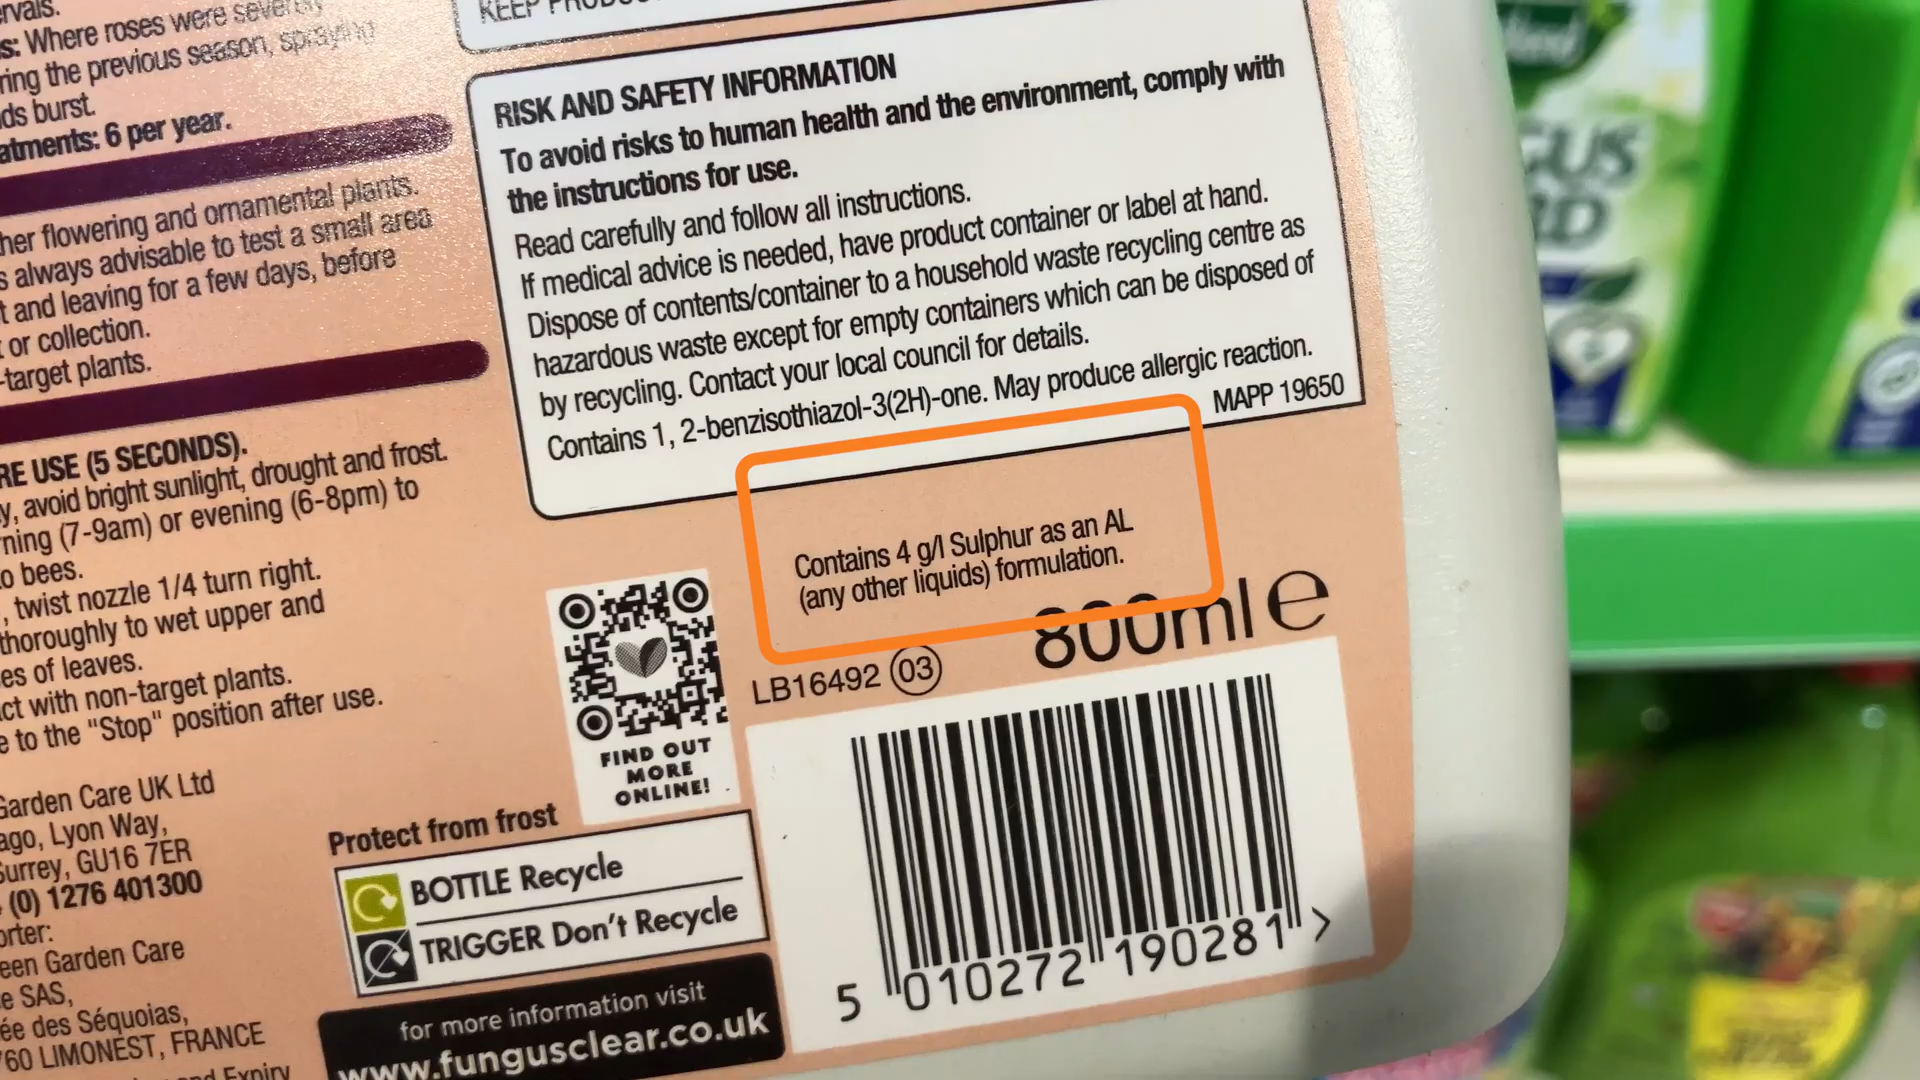 ervals.
s: Where roses were severely
ring the previous season, spraying
ds burst.
atments: 6 per year.
her flowering and ornamental plants.
s always advisable to test a small area
t and leaving for a few days, before
or collection.
-target plants.
RE USE (5 SECONDS).
y, avoid bright sunlight, drought and frost.
ning (7-9am) or evening (6-8pm) to
o bees.
, twist nozzle 1/4 turn right.
thoroughly to wet upper and
es of leaves.
ct with non-target plants.
e to the "Stop" position after use.
Garden Care UK Ltd
ago, Lyon Way,
Surrey, GU16 7ER
(0) 1276 401300
orter:
een Garden Care
e SAS,
ée des Séquoias,
760 LIMONEST, FRANCE
nd Expiry
KEEP
RISK AND SAFETY INFORMATION
To avoid risks to human health and the environment, comply with
the instructions for use.
Read carefully and follow all instructions.
If medical advice is needed, have product container or label at hand.
Dispose of contents/container to a household waste recycling centre as
hazardous waste except for empty containers which can be disposed of
by recycling. Contact your local council for details.
Contains 1, 2-benzisothiazol-3(2H)-one. May produce allergic reaction.
MAPP 19650
Contains 4 g/l Sulphur as an AL
(any other liquids) formulation.
800ml e
LB16492 03
FIND OUT
MORE
ONLINE!
Protect from frost
BOTTLE Recycle
TRIGGER Don't Recycle
for more information visit
www.fungusclear.co.uk
5 010272 190281 >
GUS
RD